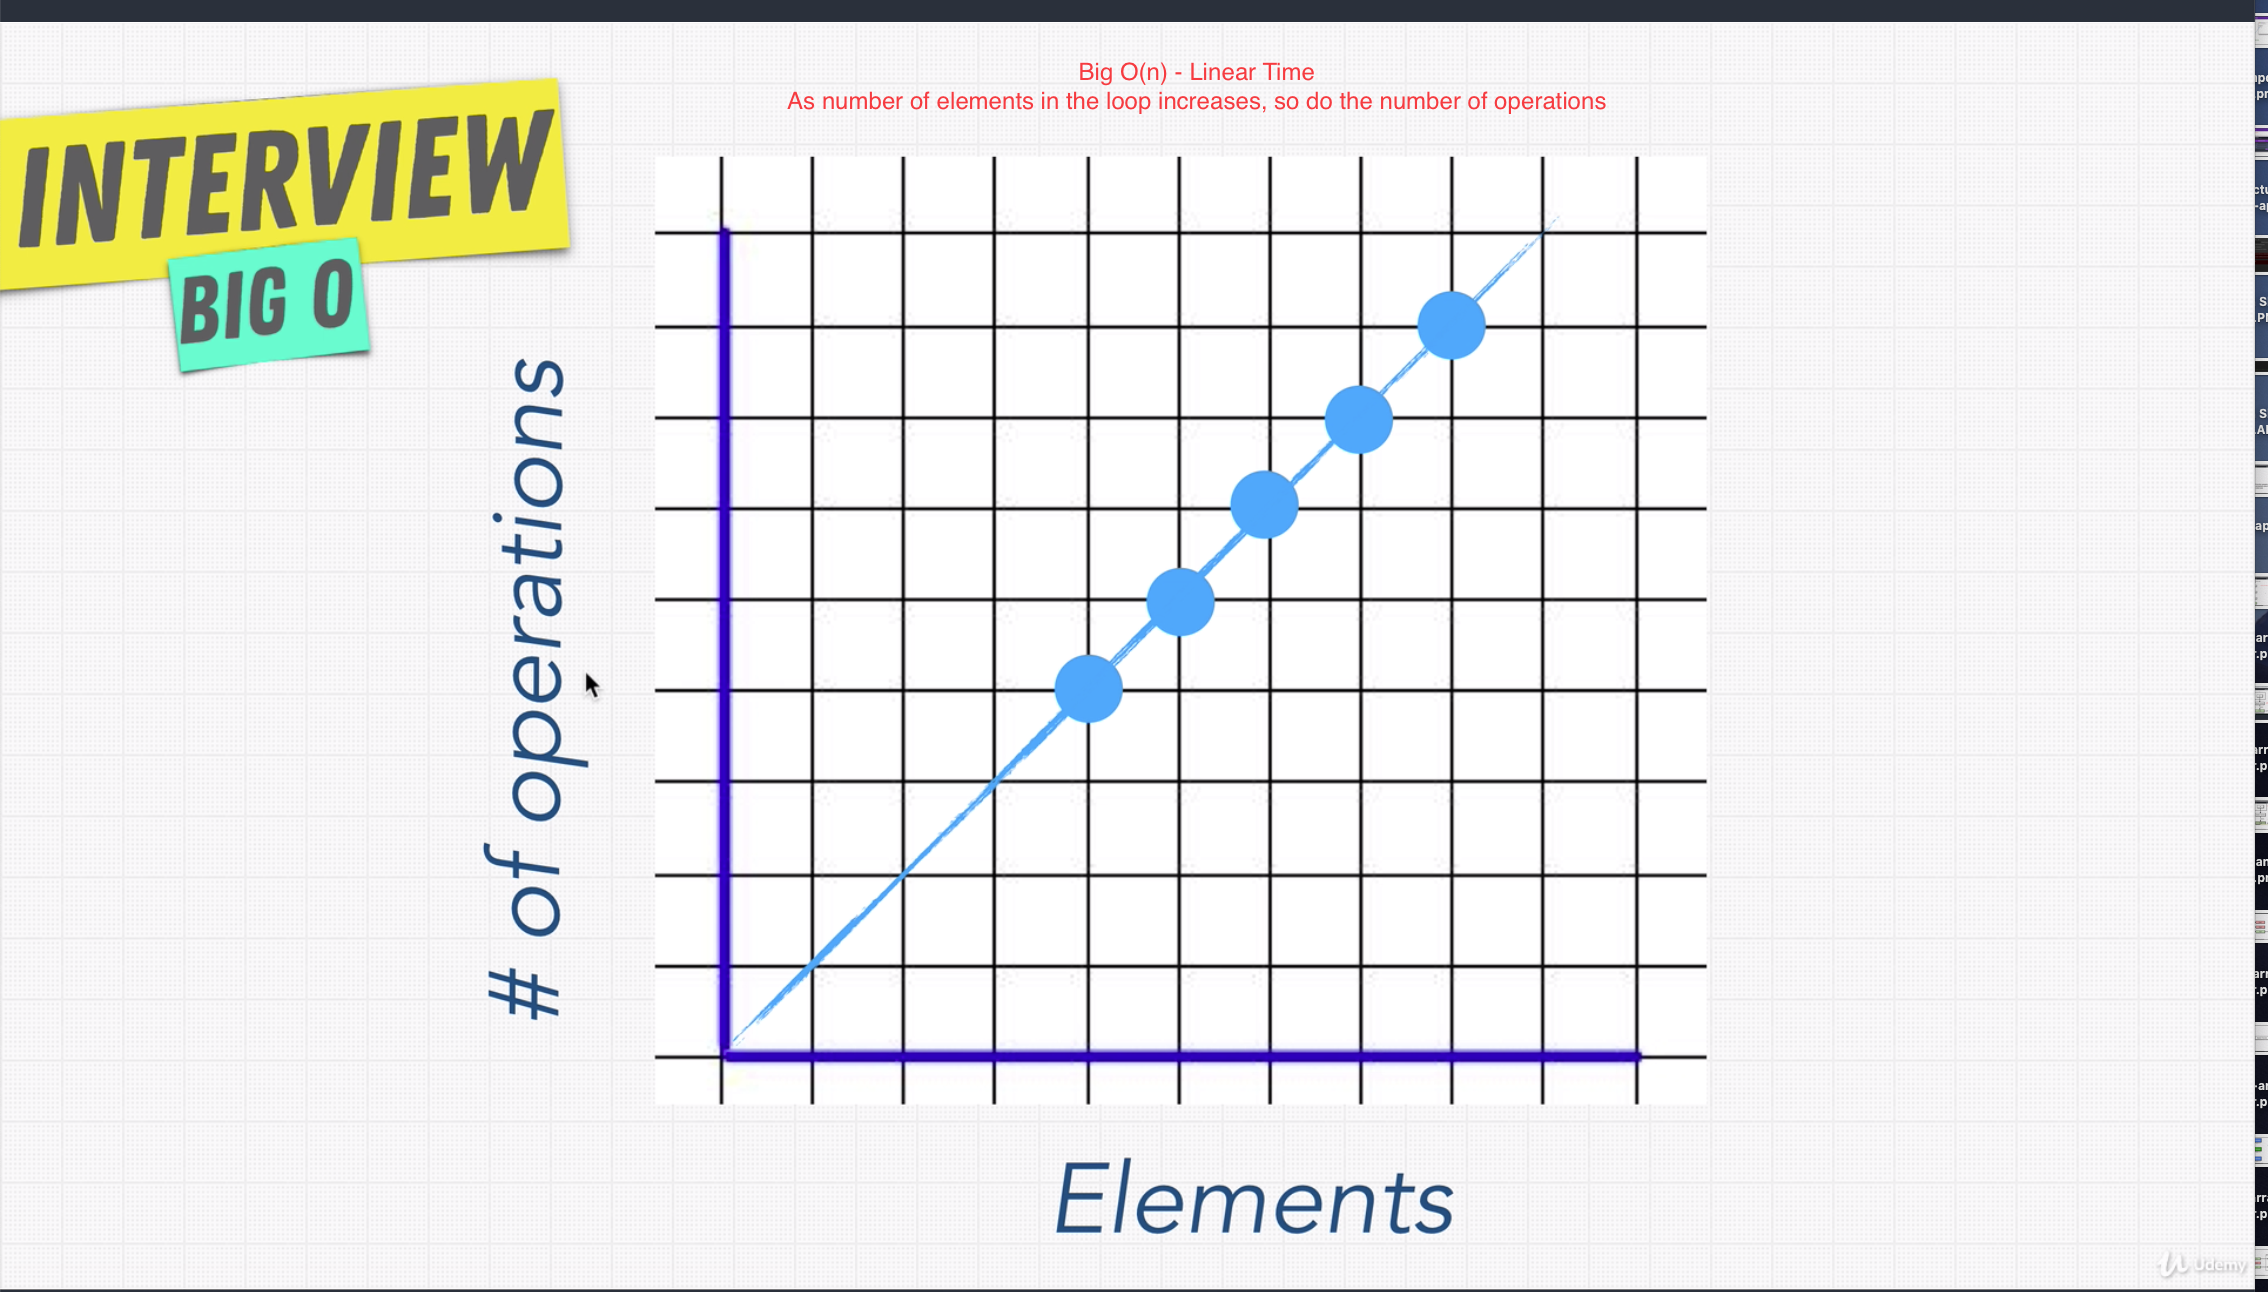 Big O(n) - Linear Time
As number of elements in the loop increases, so do the number of operations
INTERVIEW
BIG O
# of operations
Elements
Udemy